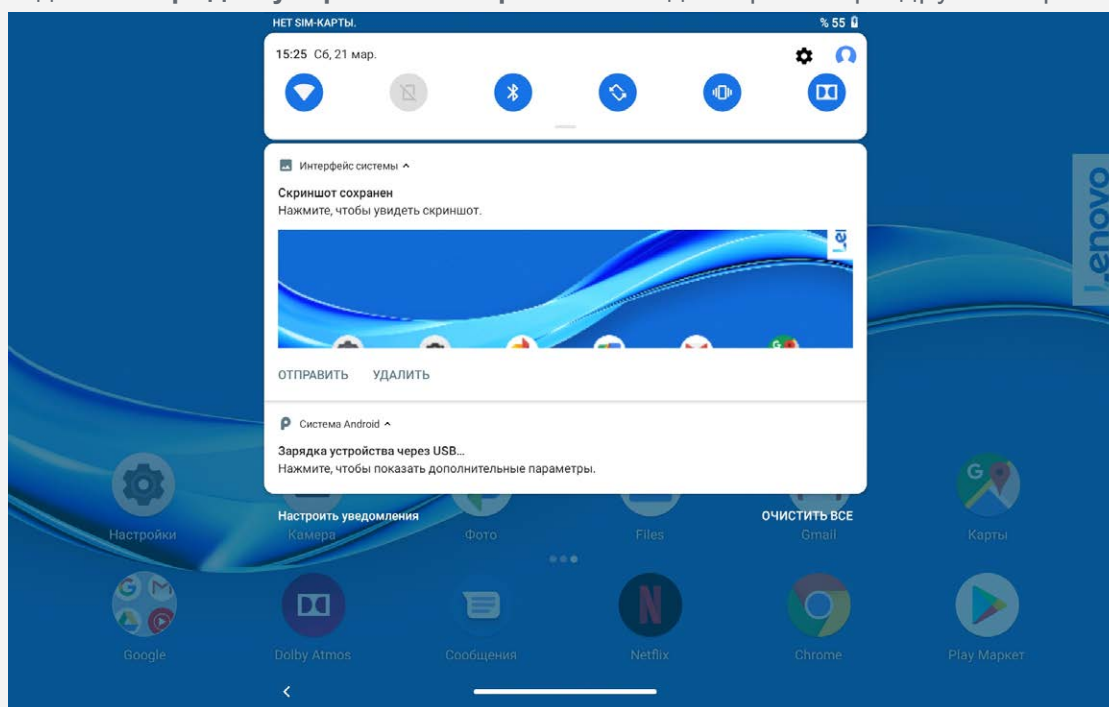 НЕТ SIM-КАРТЫ. % 55
15:25 Сб, 21 мар.
Интерфейс системы
Скриншот сохранен
Нажмите, чтобы увидеть скриншот.
ОТПРАВИТЬ УДАЛИТЬ
Система Android
Зарядка устройства через USB...
Нажмите, чтобы показать дополнительные параметры.
Настроить уведомления ОЧИСТИТЬ ВСЕ
Настройки Камера Фото Files Gmail Карты
Google Dolby Atmos Сообщения Netflix Chrome Play Маркет
Lenovo